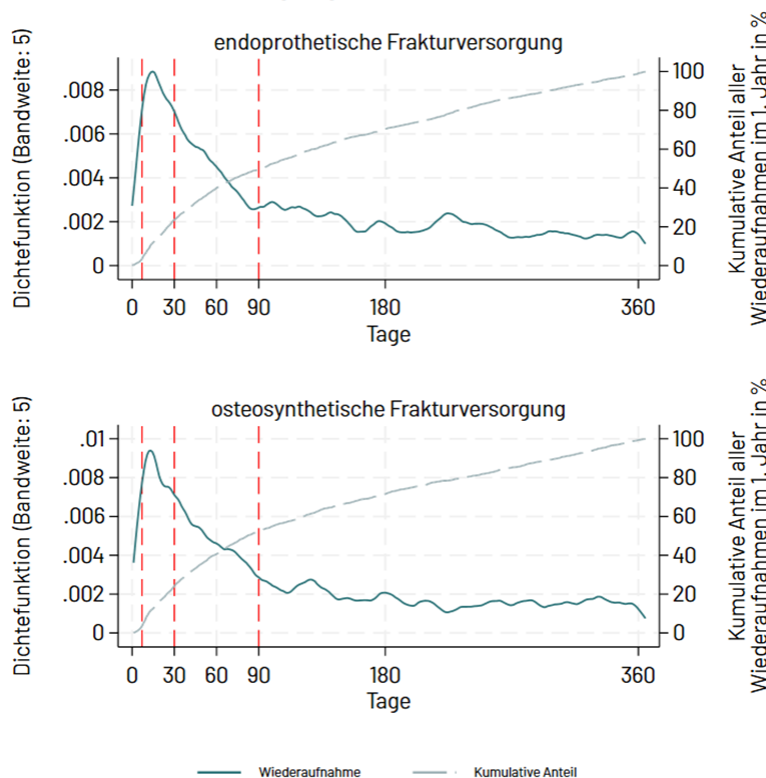 endoprothetische Frakturversorgung
Dichtefunktion (Bandweite: 5)
.008
.006
.004
.002
0
100
80
60
40
20
0
Kumulative Anteil aller
Wiederaufnahmen im 1. Jahr in %
0 30 60 90 180 360
Tage
osteosynthetische Frakturversorgung
Dichtefunktion (Bandweite: 5)
.01
.008
.006
.004
.002
0
100
80
60
40
20
0
Kumulative Anteil aller
Wiederaufnahmen im 1. Jahr in %
0 30 60 90 180 360
Tage
Wiederaufnahme Kumulative Anteil